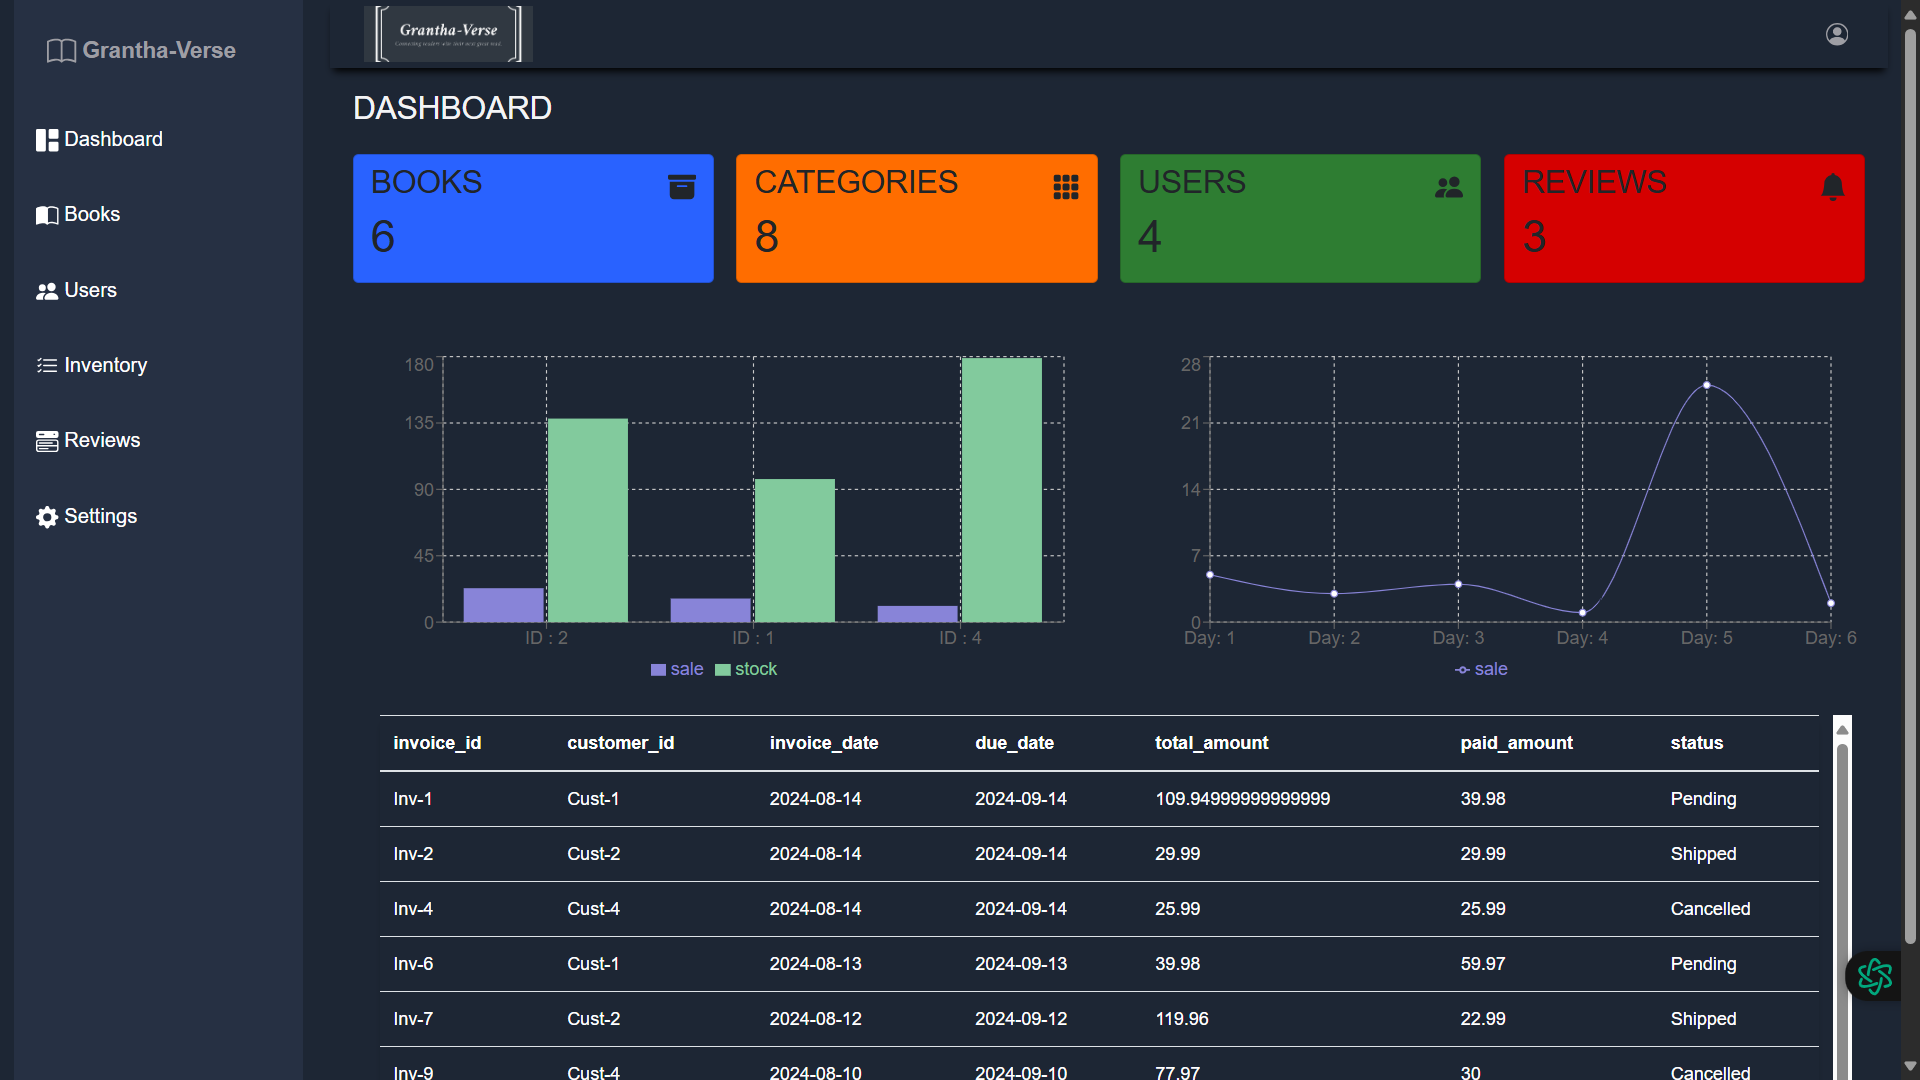 Grantha-Verse
Dashboard
Books
Users
Inventory
Reviews
Settings
Grantha-Verse
DASHBOARD
BOOKS
6
CATEGORIES
8
USERS
4
REVIEWS
3
180
135
90
45
0
ID : 2 ID : 1 ID : 4
sale stock
28
21
14
7
0
Day: 1 Day: 2 Day: 3 Day: 4 Day: 5 Day: 6
sale
invoice_id customer_id invoice_date due_date total_amount paid_amount status
Inv-1 Cust-1 2024-08-14 2024-09-14 109.94999999999999 39.98 Pending
Inv-2 Cust-2 2024-08-14 2024-09-14 29.99 29.99 Shipped
Inv-4 Cust-4 2024-08-14 2024-09-14 25.99 25.99 Cancelled
Inv-6 Cust-1 2024-08-13 2024-09-13 39.98 59.97 Pending
Inv-7 Cust-2 2024-08-12 2024-09-12 119.96 22.99 Shipped
Inv-9 Cust-4 2024-08-10 2024-09-10 77.97 30 Cancelled